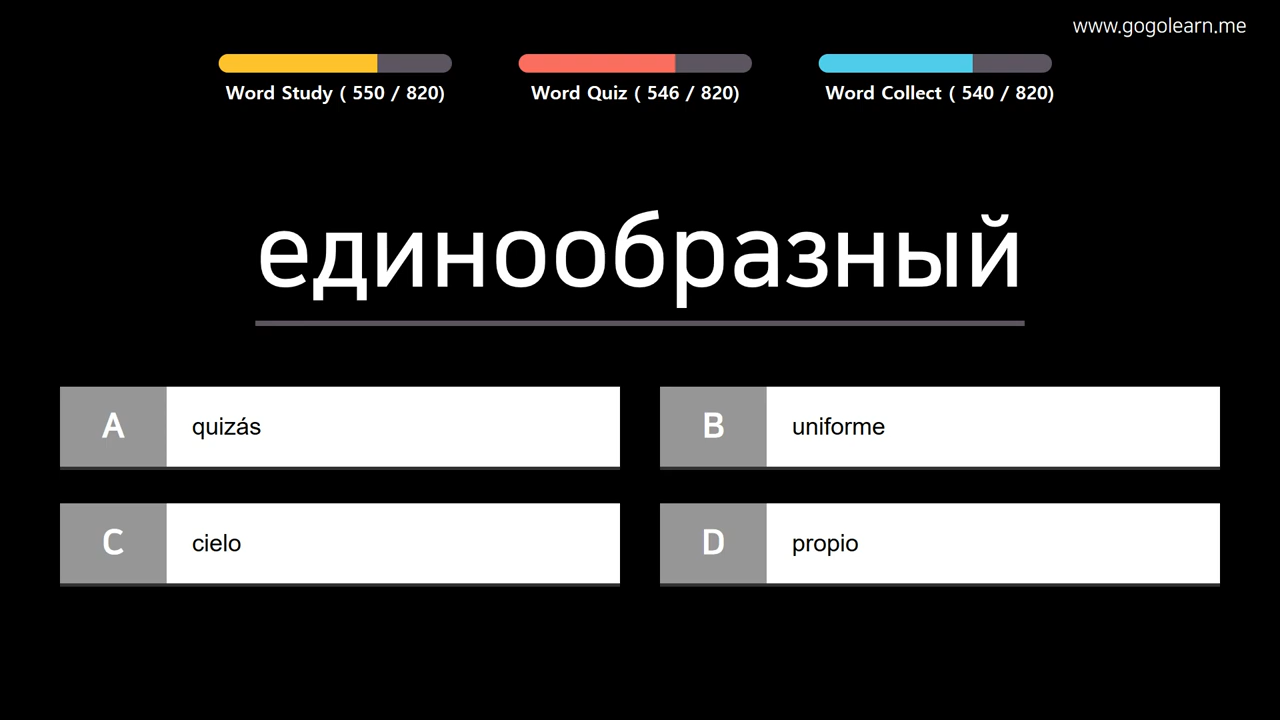 www.gogolearn.me
Word Study ( 550 / 820)
Word Quiz ( 546 / 820)
Word Collect ( 540 / 820)
единообразный
A quizás
B uniforme
C cielo
D propio